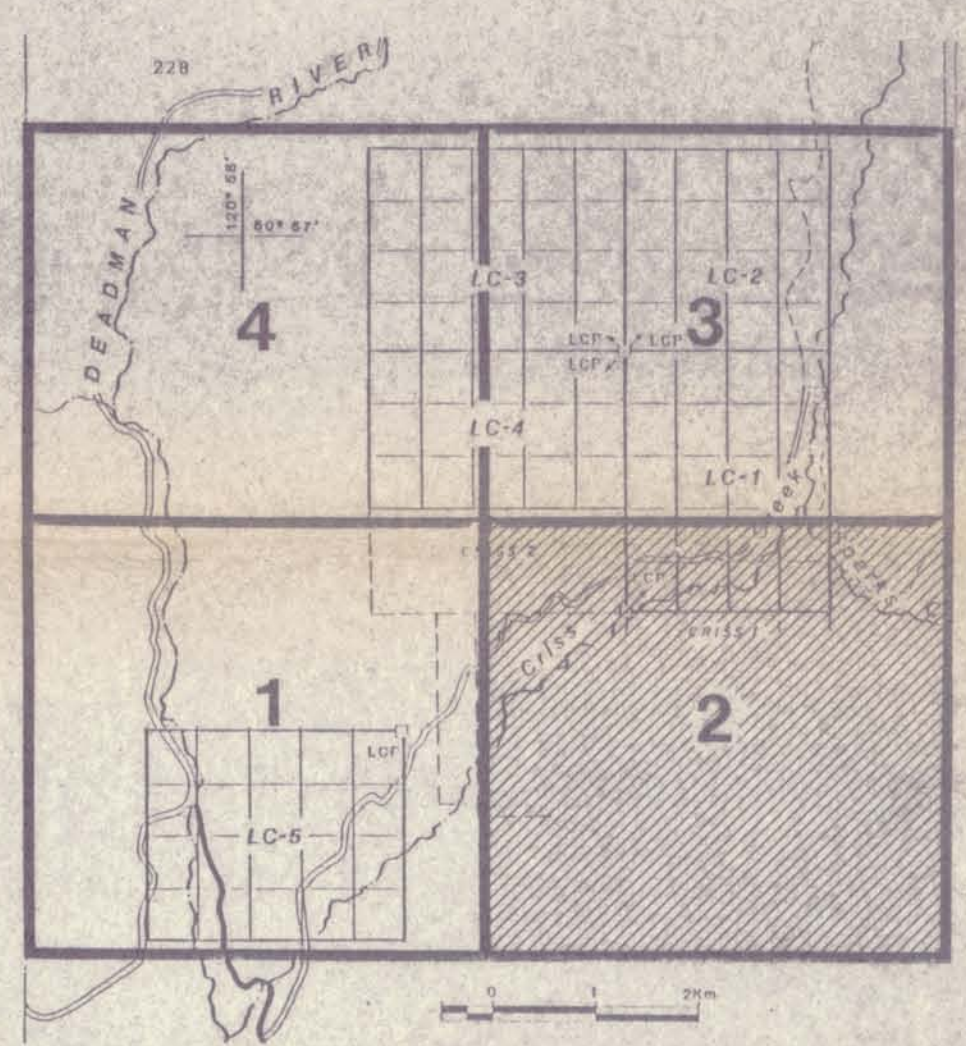 228
DEADMAN RIVER
120° 58'
50° 57'
4
LC-3
LC-2
3
LCP
LCP
LCP
LC-4
LC-1
Criss Creek
CRISS 2
LCP
CRISS 1
1
2
LCP
LC-5
0 1 2Km